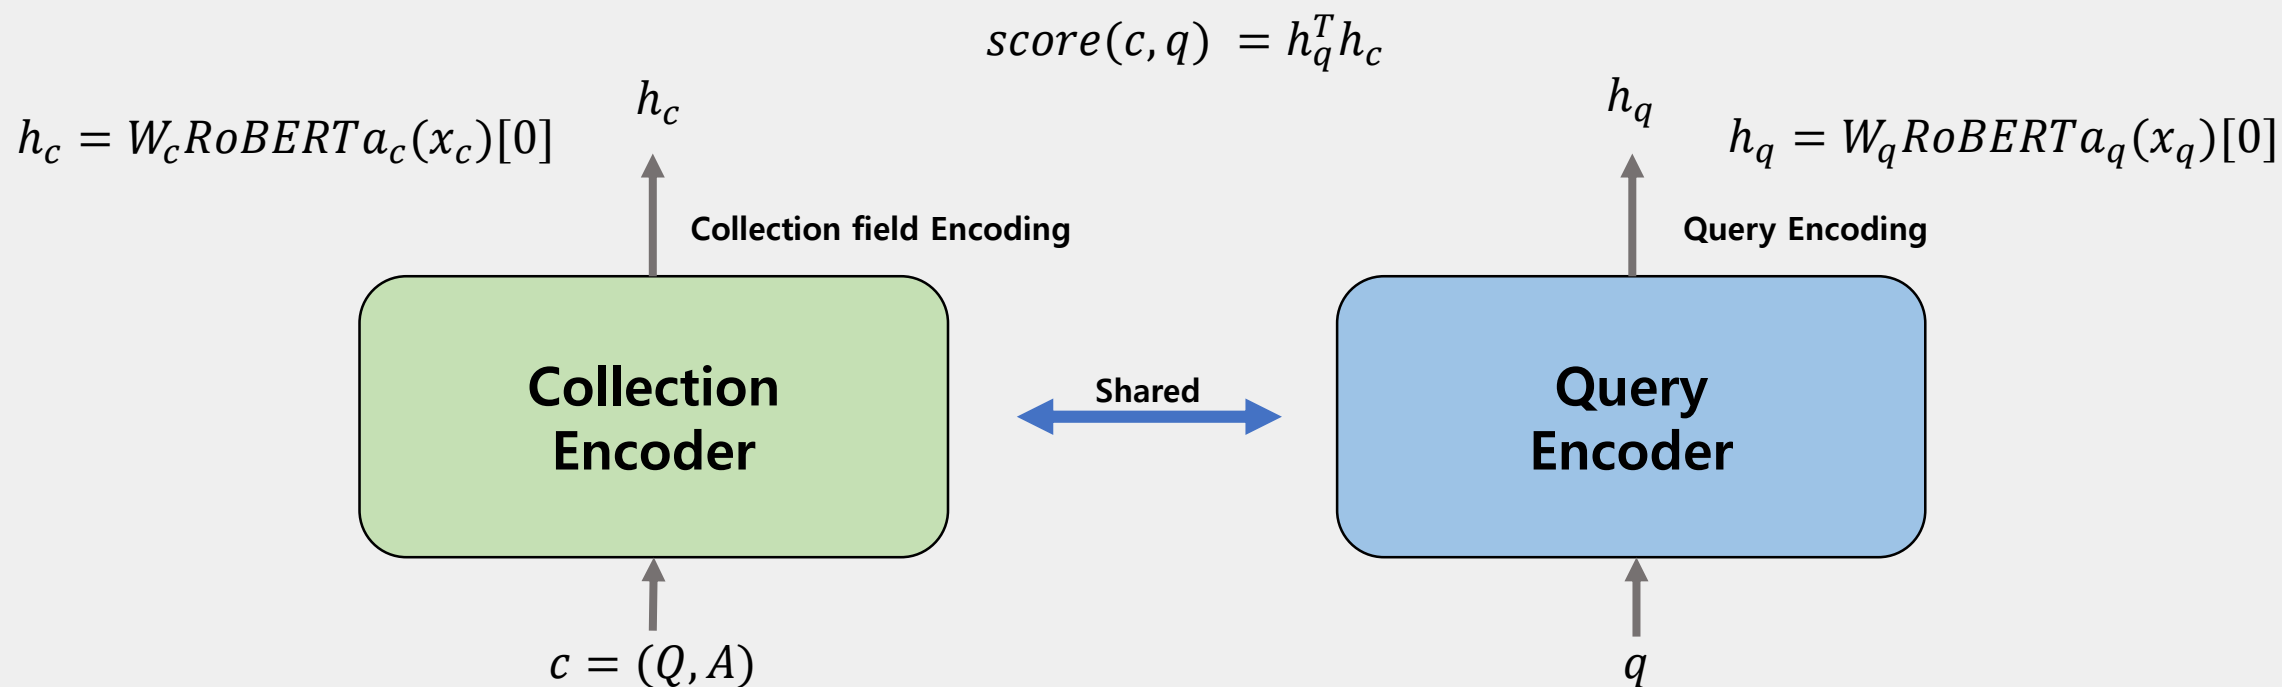 score(c, q) = h_q^T h_c
h_c
h_q
h_c = W_c RoBERTa_c(x_c)[0]
h_q = W_q RoBERTa_q(x_q)[0]
Collection field Encoding
Query Encoding
Collection
Encoder
Shared
Query
Encoder
c = (Q, A)
q